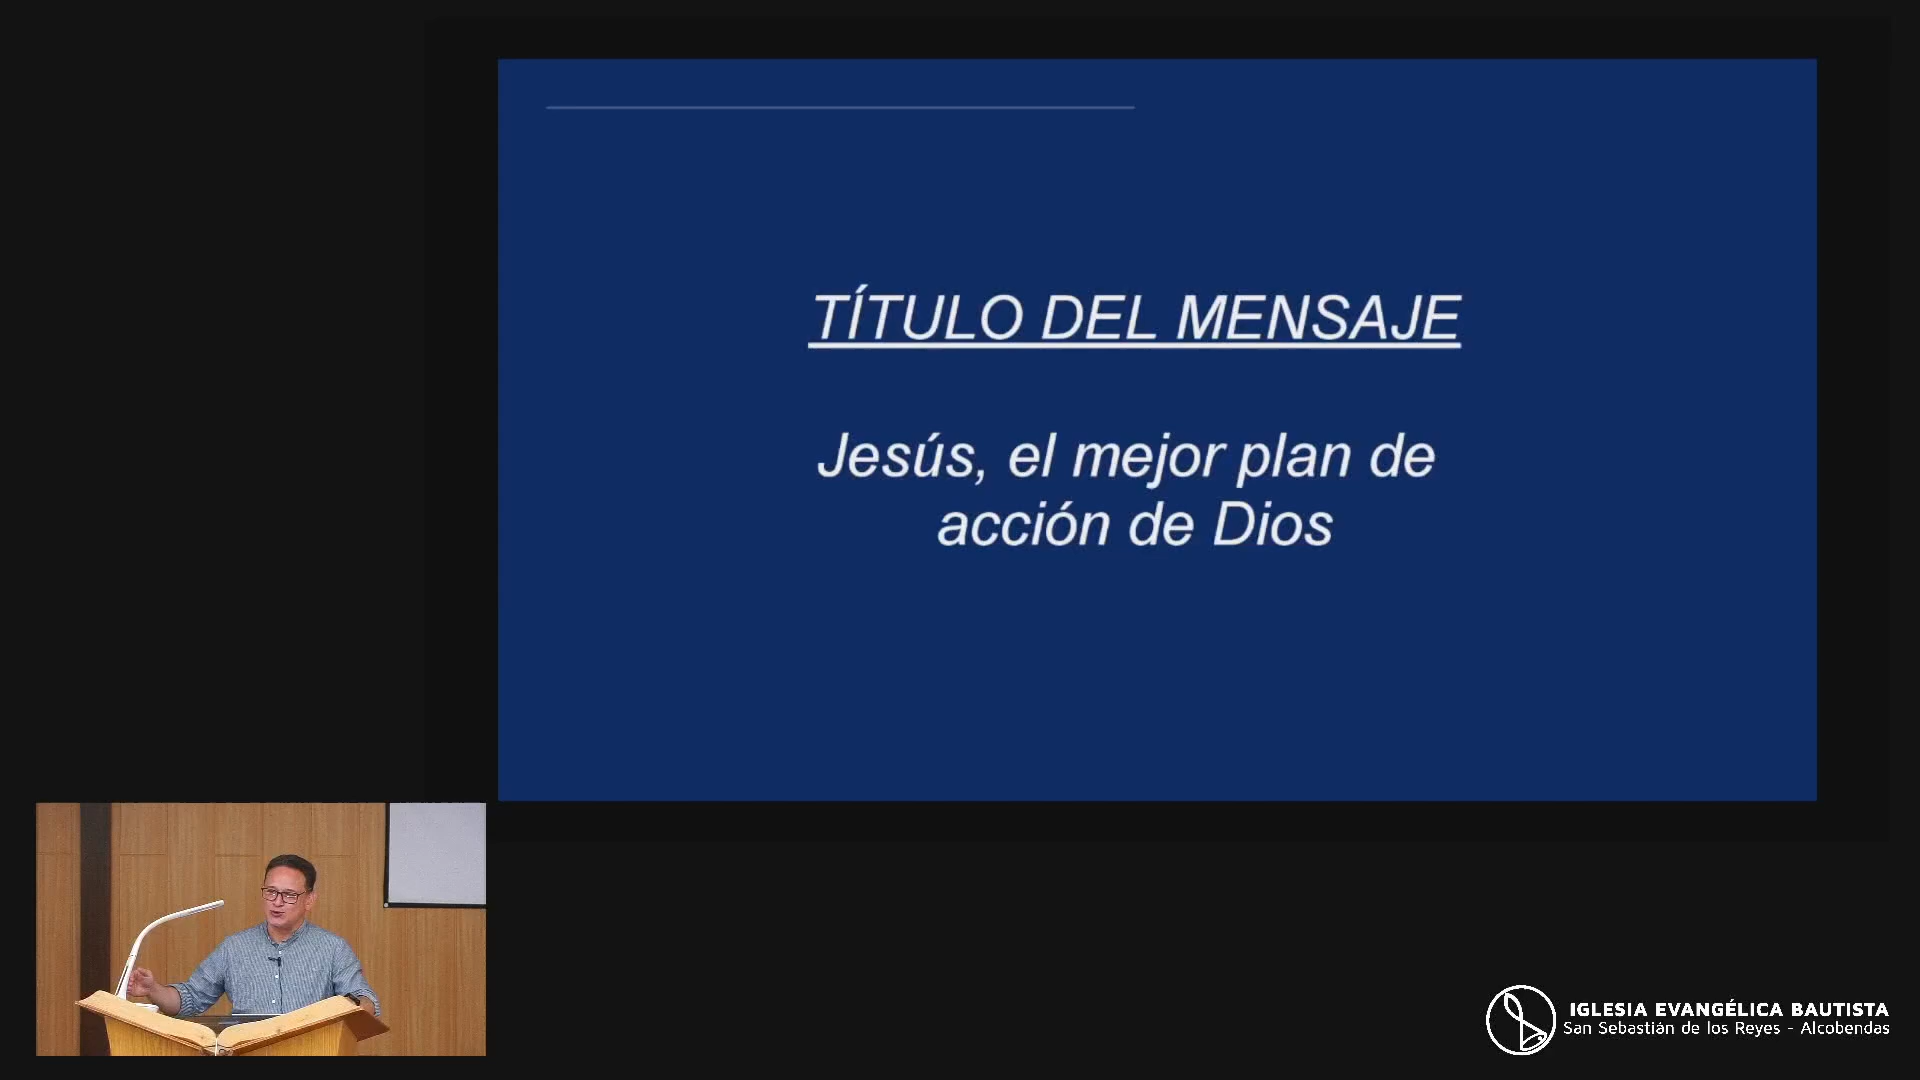 TÍTULO DEL MENSAJE
Jesús, el mejor plan de
acción de Dios
IGLESIA EVANGÉLICA BAUTISTA
San Sebastián de los Reyes - Alcobendas